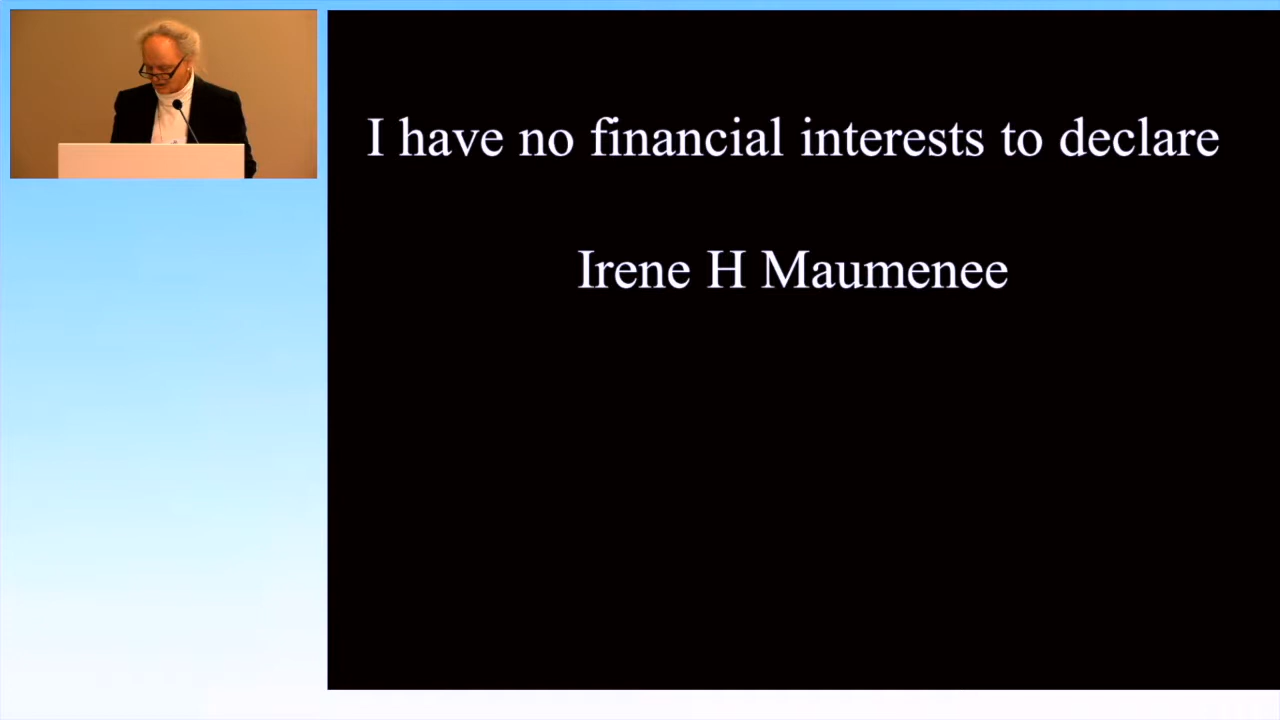 I have no financial interests to declare
Irene H Maumenee